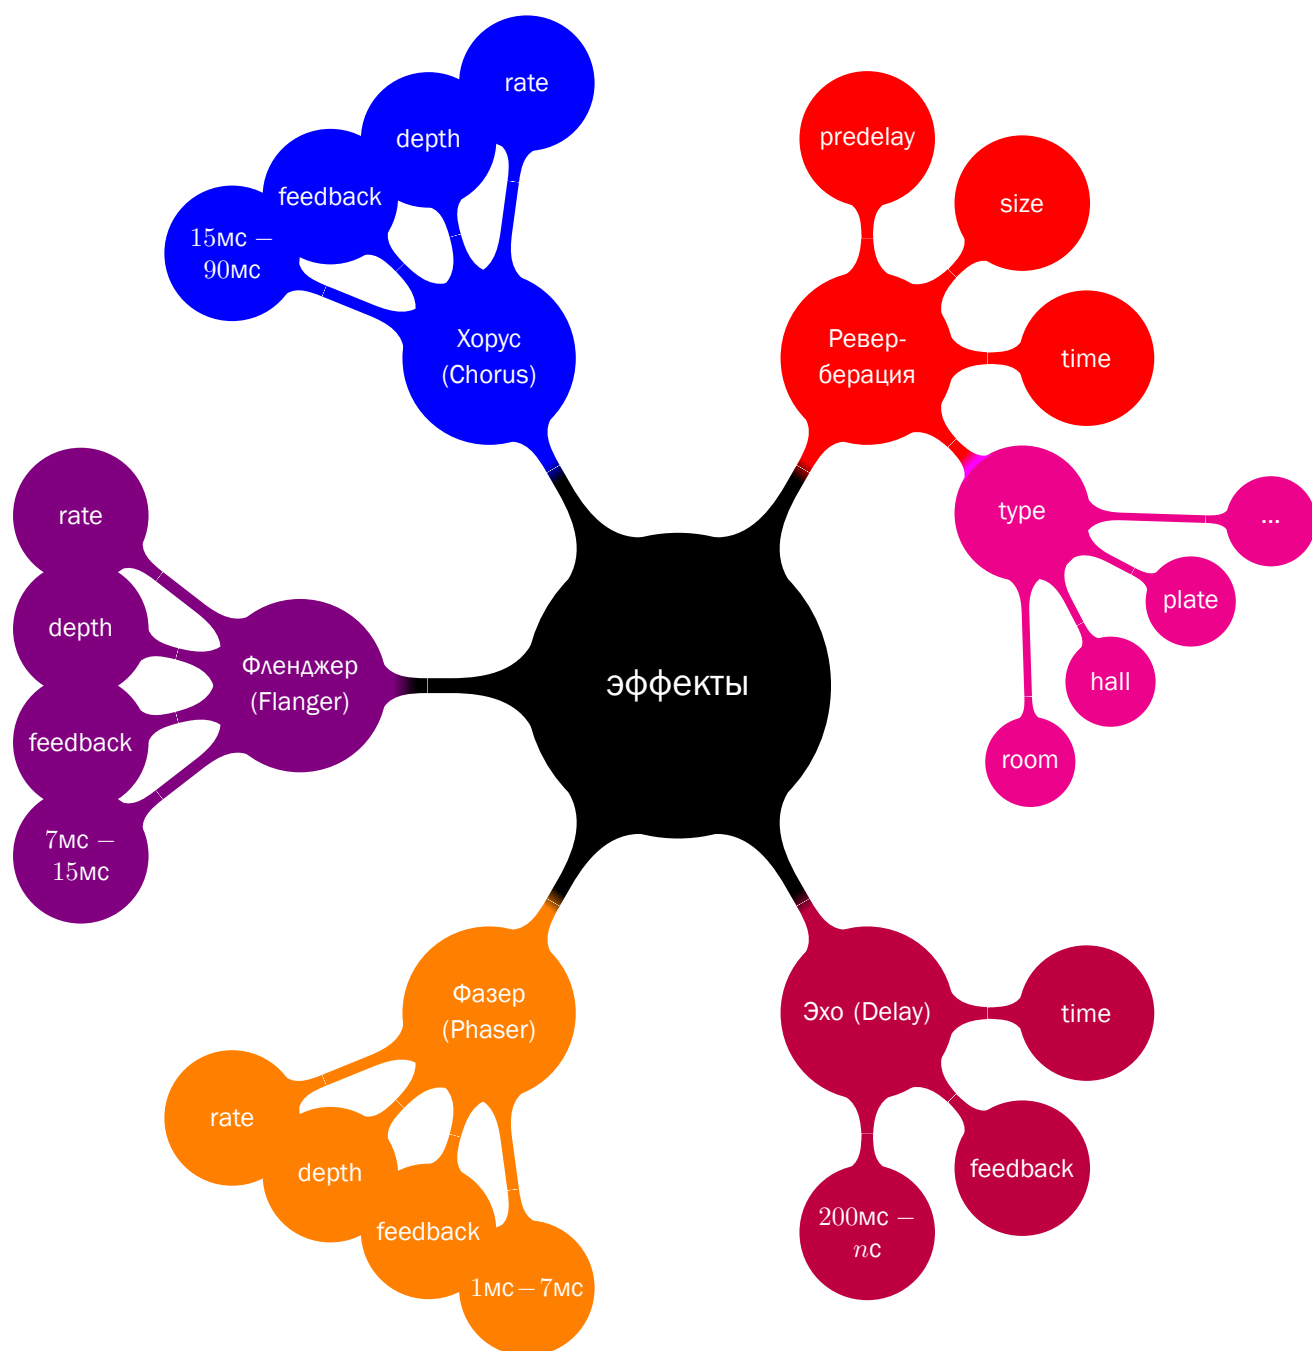 rate
depth
feedback
15мс –
90мс
Хорус
(Chorus)
predelay
size
time
Ревер-
берация
type
...
plate
hall
room
rate
depth
feedback
7мс –
15мс
Фленджер
(Flanger)
эффекты
Фазер
(Phaser)
rate
depth
feedback
1мс – 7мс
Эхо (Delay)
time
feedback
200мс –
nс